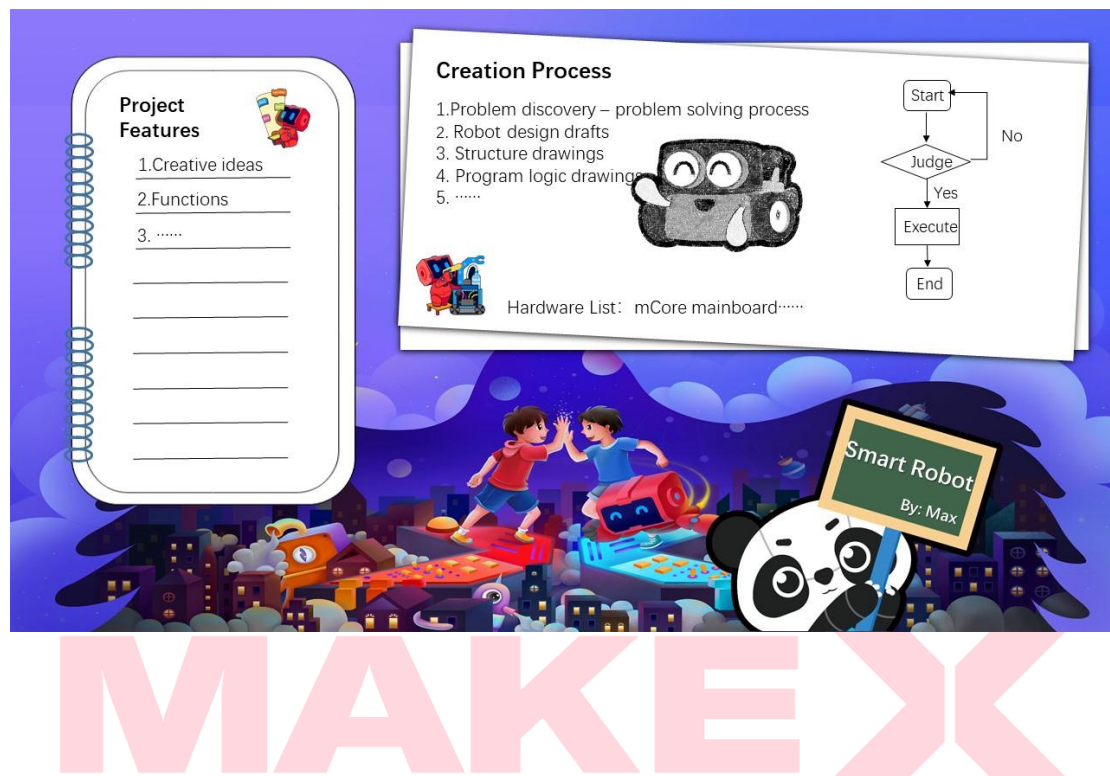 Project
Features
1.Creative ideas
2.Functions
3. ······
Creation Process
1.Problem discovery – problem solving process
2. Robot design drafts
3. Structure drawings
4. Program logic drawings
5. ······
Hardware List： mCore mainboard······
Start
No
Judge
Yes
Execute
End
Smart Robot
By: Max
MAKEX